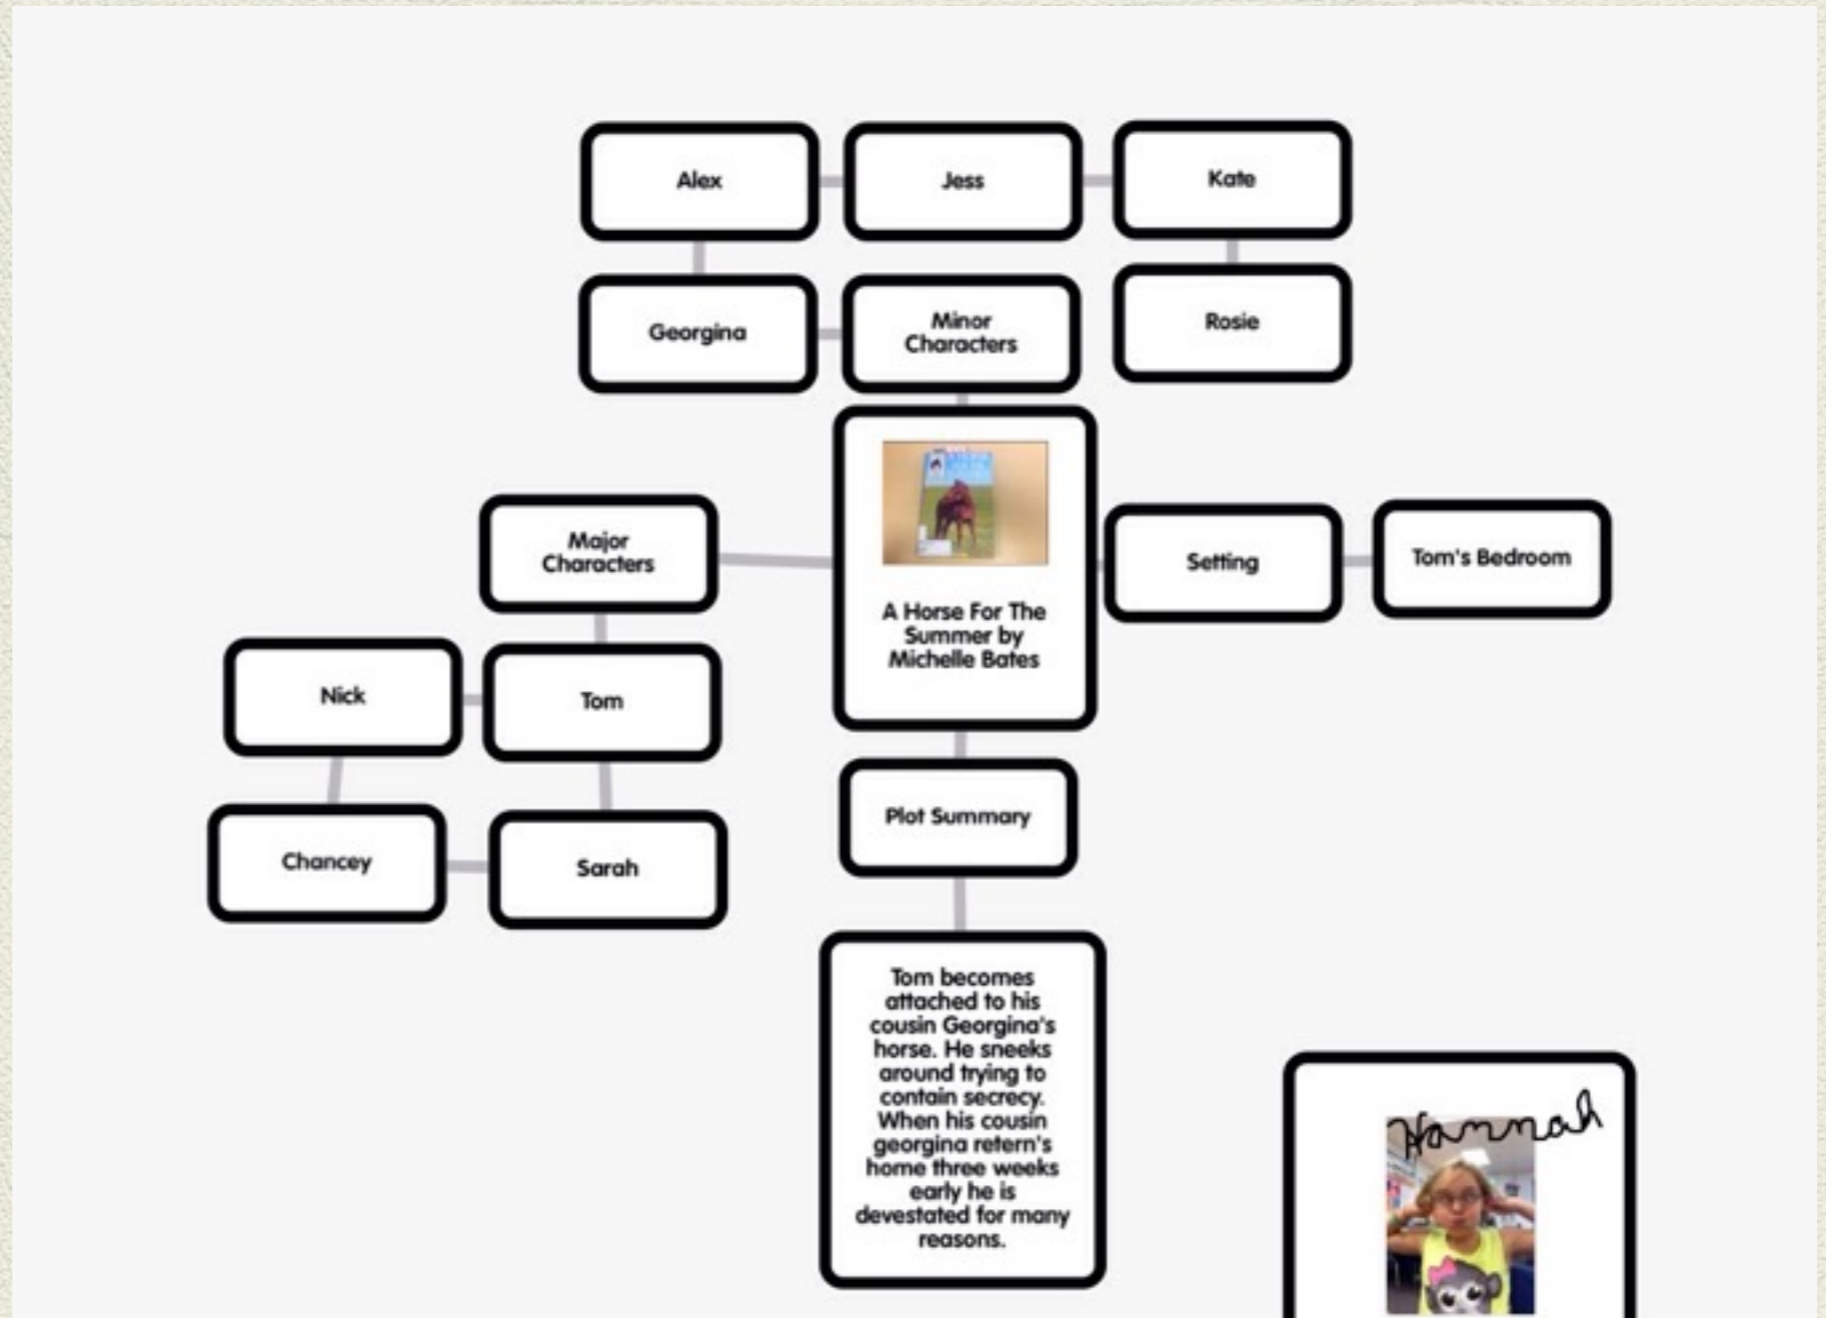 Alex
Jess
Kate
Georgina
Minor
Characters
Rosie
Major
Characters
A Horse For The
Summer by
Michelle Bates
Setting
Tom's Bedroom
Nick
Tom
Chancey
Sarah
Plot Summary
Tom becomes
attached to his
cousin Georgina's
horse. He sneeks
around trying to
contain secrecy.
When his cousin
georgina retern's
home three weeks
early he is
devestated for many
reasons.
Hannah